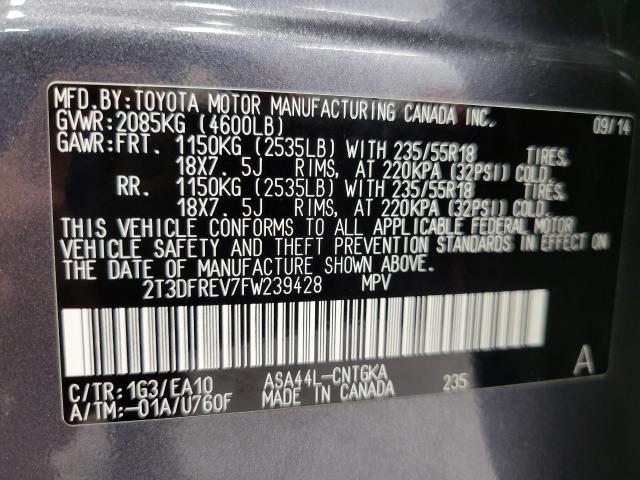 MFD.BY:TOYOTA MOTOR MANUFACTURING CANADA INC. 09/14
GVWR:2085KG (4600LB)
GAWR:FRT. 1150KG (2535LB) WITH 235/55R18 TIRES,
18X7. 5J RIMS, AT 220KPA (32PSI) COLD.
RR. 1150KG (2535LB) WITH 235/55R18 TIRES,
18X7. 5J RIMS, AT 220KPA (32PSI) COLD.
THIS VEHICLE CONFORMS TO ALL APPLICABLE FEDERAL MOTOR
VEHICLE SAFETY AND THEFT PREVENTION STANDARDS IN EFFECT ON
THE DATE OF MANUFACTURE SHOWN ABOVE.
2T3DFREV7FW239428 MPV
C/TR:1G3/EA10 ASA44L-CNTGKA 235 A
A/TM:-01A/U760F MADE IN CANADA